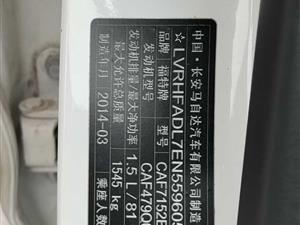 中国·长安马自达汽车有限公司制造
☆LVRHFADL7EN559605
品牌 福特牌 型号 CAF7152B
发动机型号 CAF479Q
发动机排量/最大净功率 1.5L/81
最大允许总质量 1545 kg 乘座人数
制造年月 2014-03